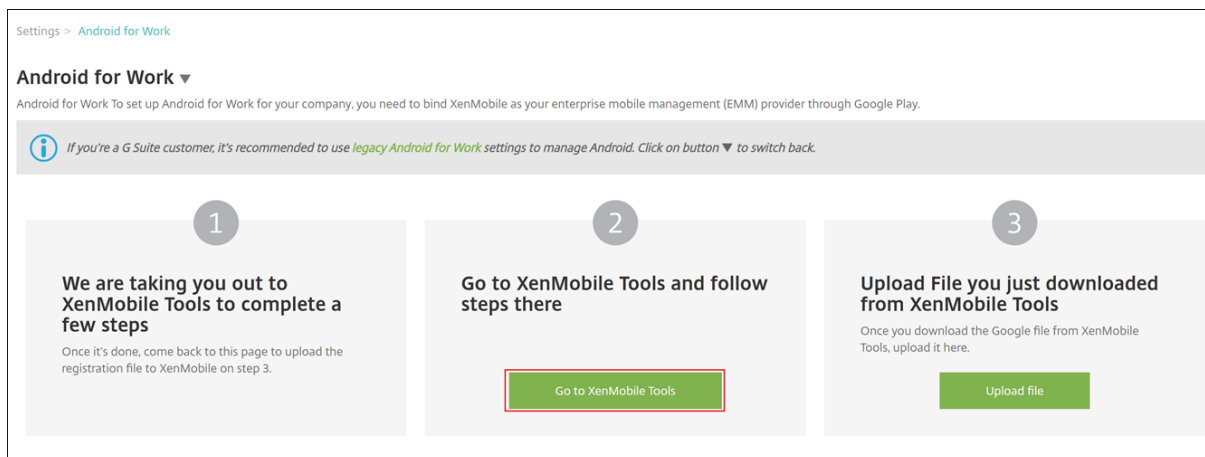 Settings > Android for Work
Android for Work ▼
Android for Work To set up Android for Work for your company, you need to bind XenMobile as your enterprise mobile management (EMM) provider through Google Play.
If you're a G Suite customer, it's recommended to use legacy Android for Work settings to manage Android. Click on button ▼ to switch back.
1
We are taking you out to
XenMobile Tools to complete a
few steps
Once it's done, come back to this page to upload the
registration file to XenMobile on step 3.
2
Go to XenMobile Tools and follow
steps there
Go to XenMobile Tools
3
Upload File you just downloaded
from XenMobile Tools
Once you download the Google file from XenMobile
Tools, upload it here.
Upload file